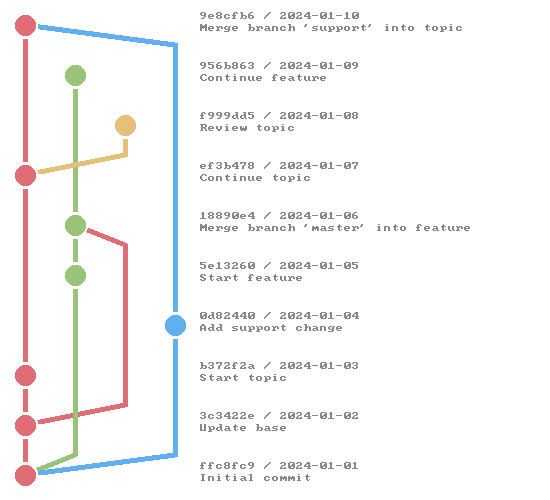 9e8cfb6 / 2024-01-10
Merge branch 'support' into topic
956b863 / 2024-01-09
Continue feature
f999dd5 / 2024-01-08
Review topic
ef3b478 / 2024-01-07
Continue topic
18890e4 / 2024-01-06
Merge branch 'master' into feature
5e13260 / 2024-01-05
Start feature
0d82440 / 2024-01-04
Add support change
b372f2a / 2024-01-03
Start topic
3c3422e / 2024-01-02
Update base
ffc8fc9 / 2024-01-01
Initial commit